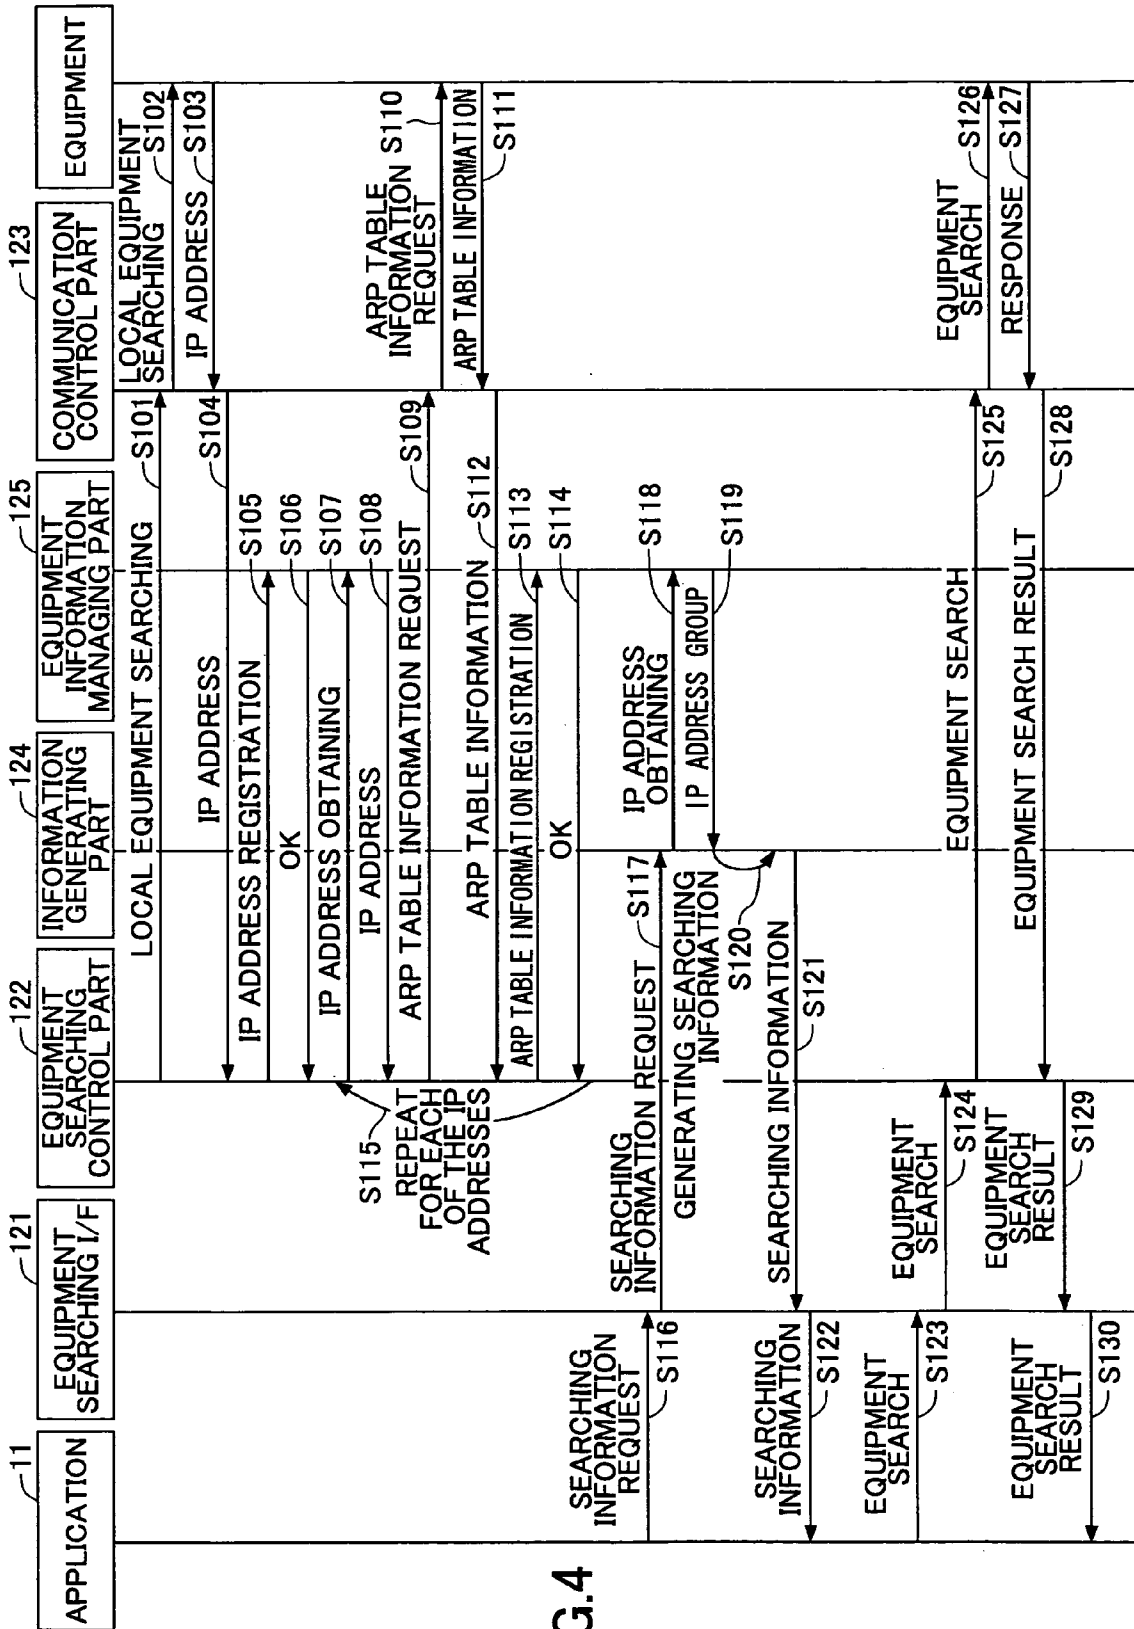 11
APPLICATION
121
EQUIPMENT
SEARCHING I/F
122
EQUIPMENT
SEARCHING
CONTROL PART
124
INFORMATION
GENERATING
PART
125
EQUIPMENT
INFORMATION
MANAGING PART
123
COMMUNICATION
CONTROL PART
EQUIPMENT
LOCAL EQUIPMENT SEARCHING
S101
LOCAL EQUIPMENT
SEARCHING
S102
IP ADDRESS
S103
IP ADDRESS
S104
IP ADDRESS REGISTRATION
S105
OK
S106
IP ADDRESS OBTAINING
S107
IP ADDRESS
S108
ARP TABLE INFORMATION REQUEST
S109
ARP TABLE
INFORMATION
REQUEST
S110
ARP TABLE INFORMATION
S111
ARP TABLE INFORMATION
S112
ARP TABLE INFORMATION REGISTRATION
S113
OK
S114
S115
REPEAT
FOR EACH
OF THE IP
ADDRESSES
SEARCHING
INFORMATION
REQUEST
S116
SEARCHING
INFORMATION REQUEST
S117
IP ADDRESS
OBTAINING
S118
IP ADDRESS GROUP
S119
GENERATING SEARCHING
INFORMATION
S120
SEARCHING INFORMATION
S121
SEARCHING
INFORMATION
S122
EQUIPMENT
SEARCH
S123
EQUIPMENT
SEARCH
S124
EQUIPMENT SEARCH
S125
EQUIPMENT
SEARCH
S126
RESPONSE
S127
EQUIPMENT SEARCH RESULT
S128
EQUIPMENT
SEARCH
RESULT
S129
EQUIPMENT
SEARCH
RESULT
S130
G.4